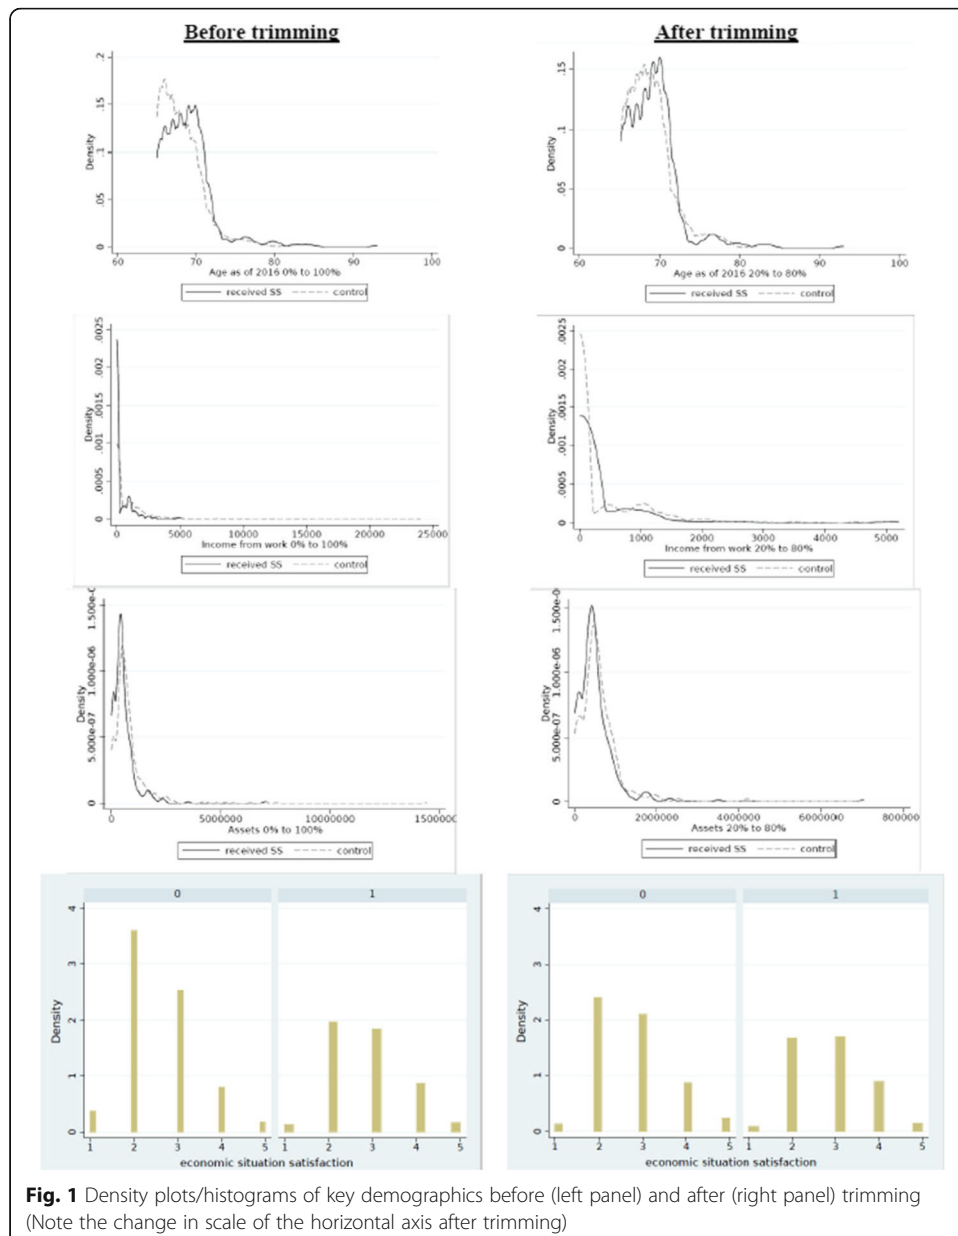 Before trimming
After trimming
Density
0 .05 .1 .15 .2
60 70 80 90 100
Age as of 2016 0% to 100%
received SS control
Density
0 .05 .1 .15
60 70 80 90 100
Age as of 2016 20% to 80%
received SS control
Density
0 .0005 .001 .0015 .002 .0025
0 5000 10000 15000 20000 25000
Income from work 0% to 100%
received SS control
Density
0 .0005 .001 .0015 .002 .0025
0 1000 2000 3000 4000 5000
Income from work 20% to 80%
received SS control
Density
0 5.000e-07 1.000e-06 1.500e-0
0 5000000 10000000 1500000
Assets 0% to 100%
received SS control
Density
0 5.000e-07 1.000e-06 1.500e-0
0 2000000 4000000 6000000 800000
Assets 20% to 80%
received SS control
0 1
Density
0 1 2 3 4
1 2 3 4 5 1 2 3 4 5
economic situation satisfaction
0 1
Density
0 1 2 3 4
1 2 3 4 5 1 2 3 4 5
economic situation satisfaction
Fig. 1 Density plots/histograms of key demographics before (left panel) and after (right panel) trimming
(Note the change in scale of the horizontal axis after trimming)